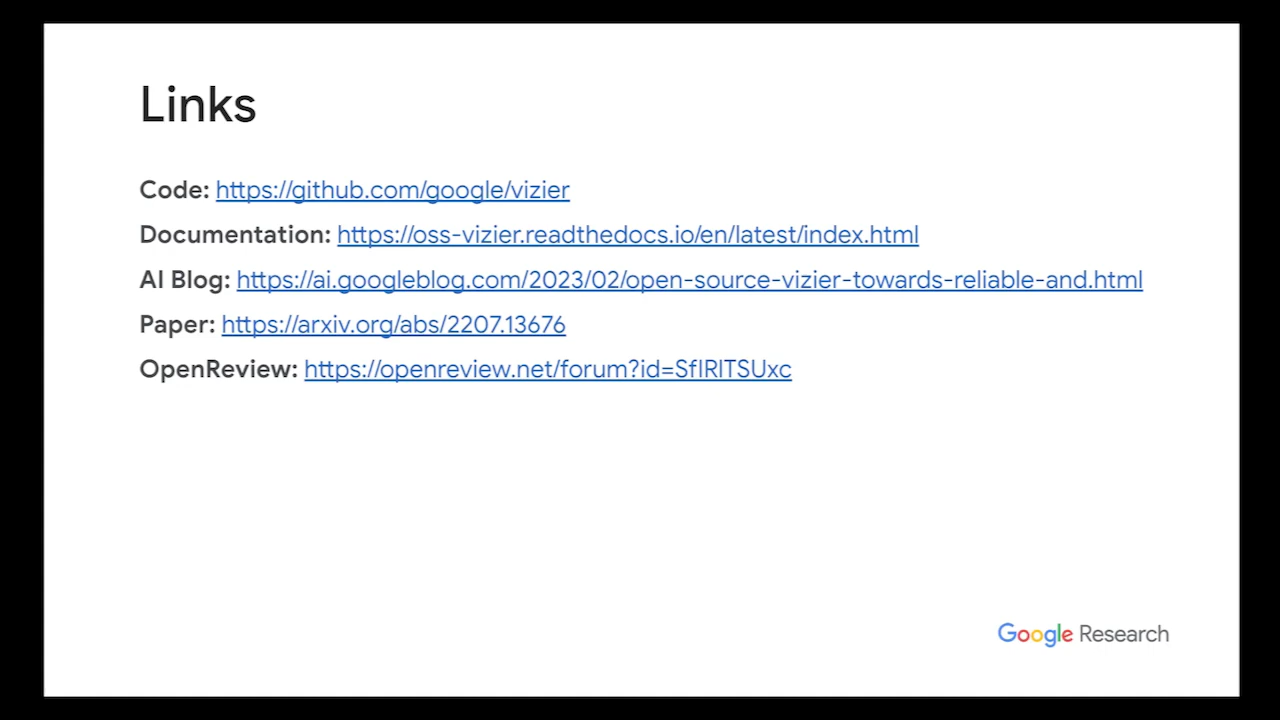 Links
Code: https://github.com/google/vizier
Documentation: https://oss-vizier.readthedocs.io/en/latest/index.html
AI Blog: https://ai.googleblog.com/2023/02/open-source-vizier-towards-reliable-and.html
Paper: https://arxiv.org/abs/2207.13676
OpenReview: https://openreview.net/forum?id=SfIRlTSUxc
Google Research